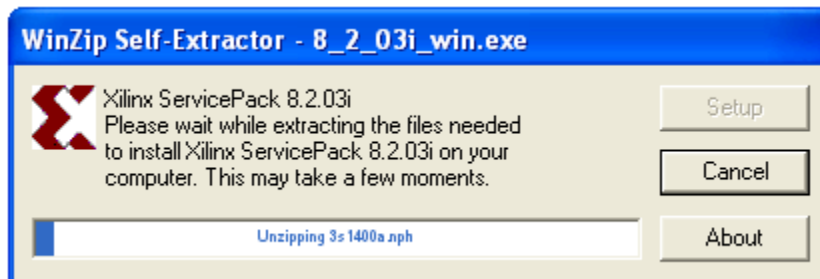 WinZip Self-Extractor - 8_2_03i_win.exe
Xilinx ServicePack 8.2.03i
Please wait while extracting the files needed
to install Xilinx ServicePack 8.2.03i on your
computer. This may take a few moments.
Setup
Cancel
Unzipping 3s1400a.nph
About